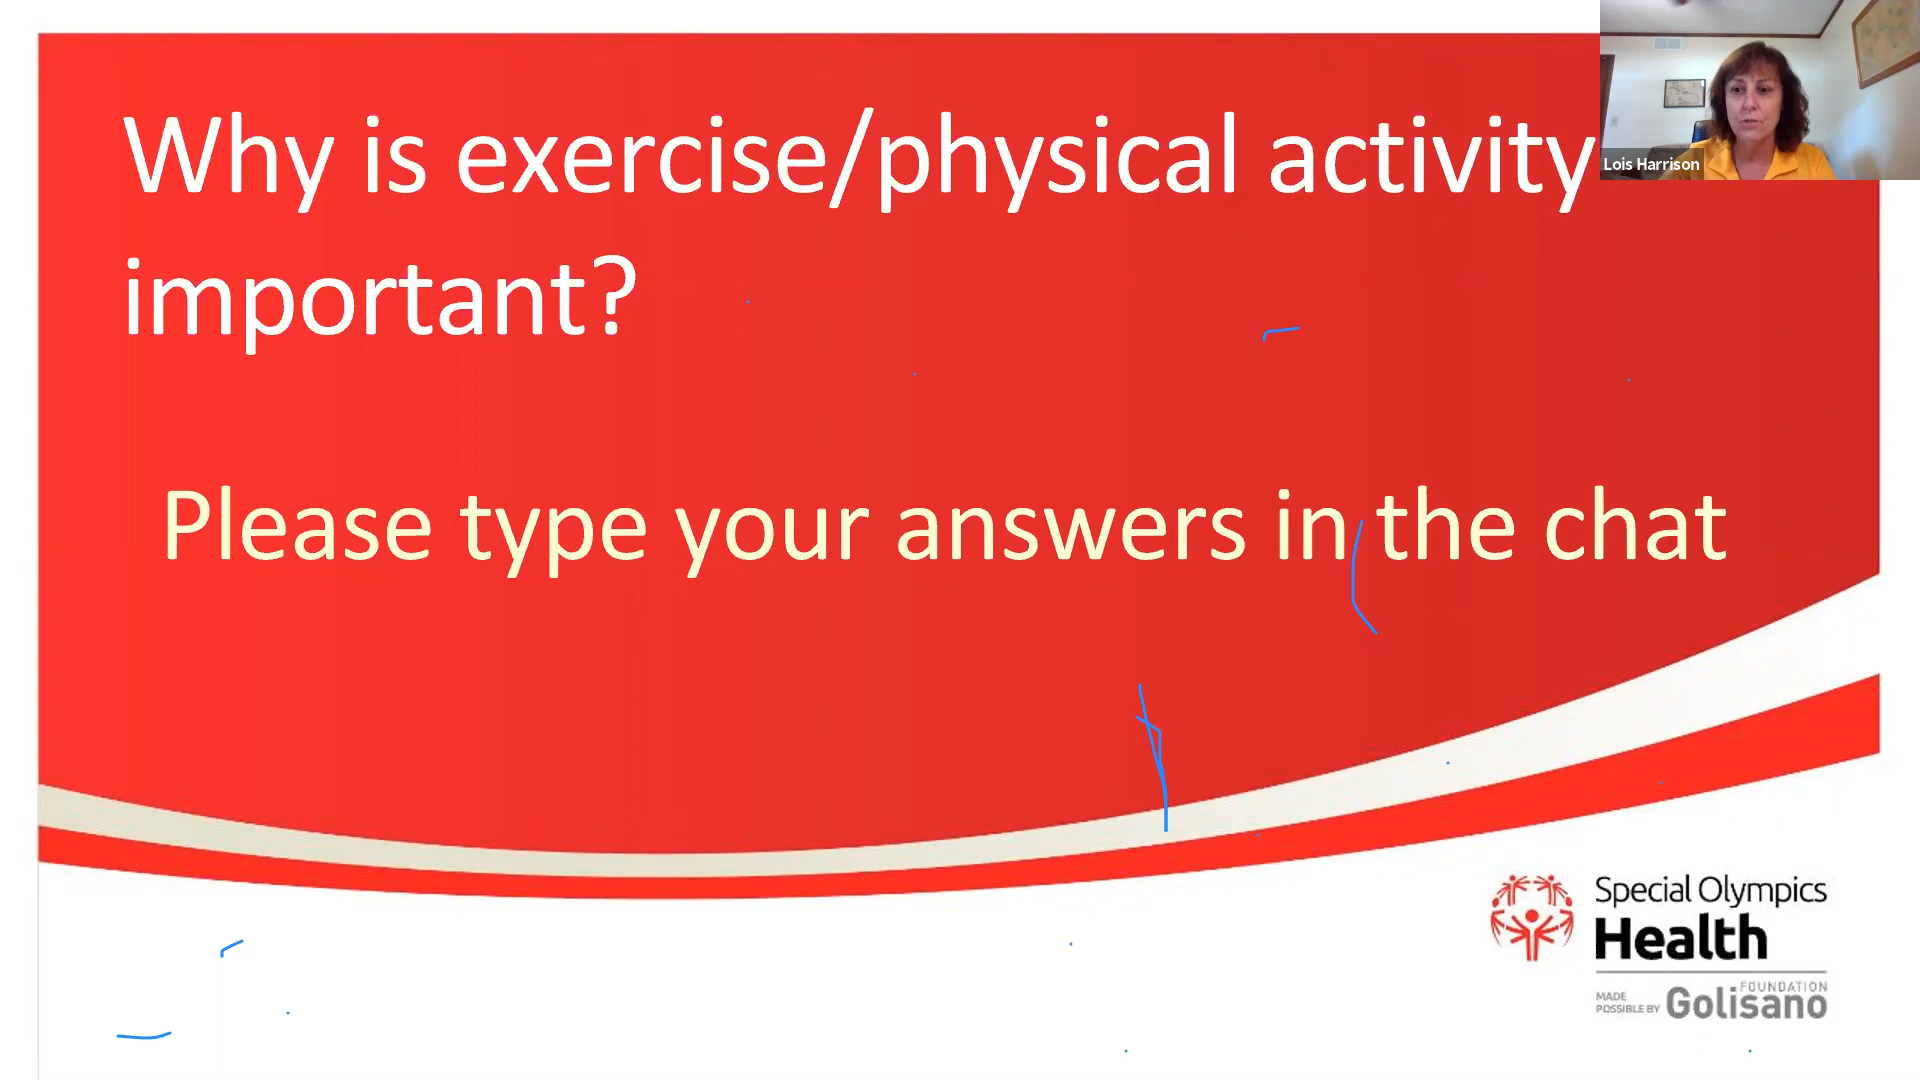 Why is exercise/physical activity
important?
Lois Harrison
Please type your answers in the chat
Special Olympics
Health
MADE
POSSIBLE BY
FOUNDATION
Golisano